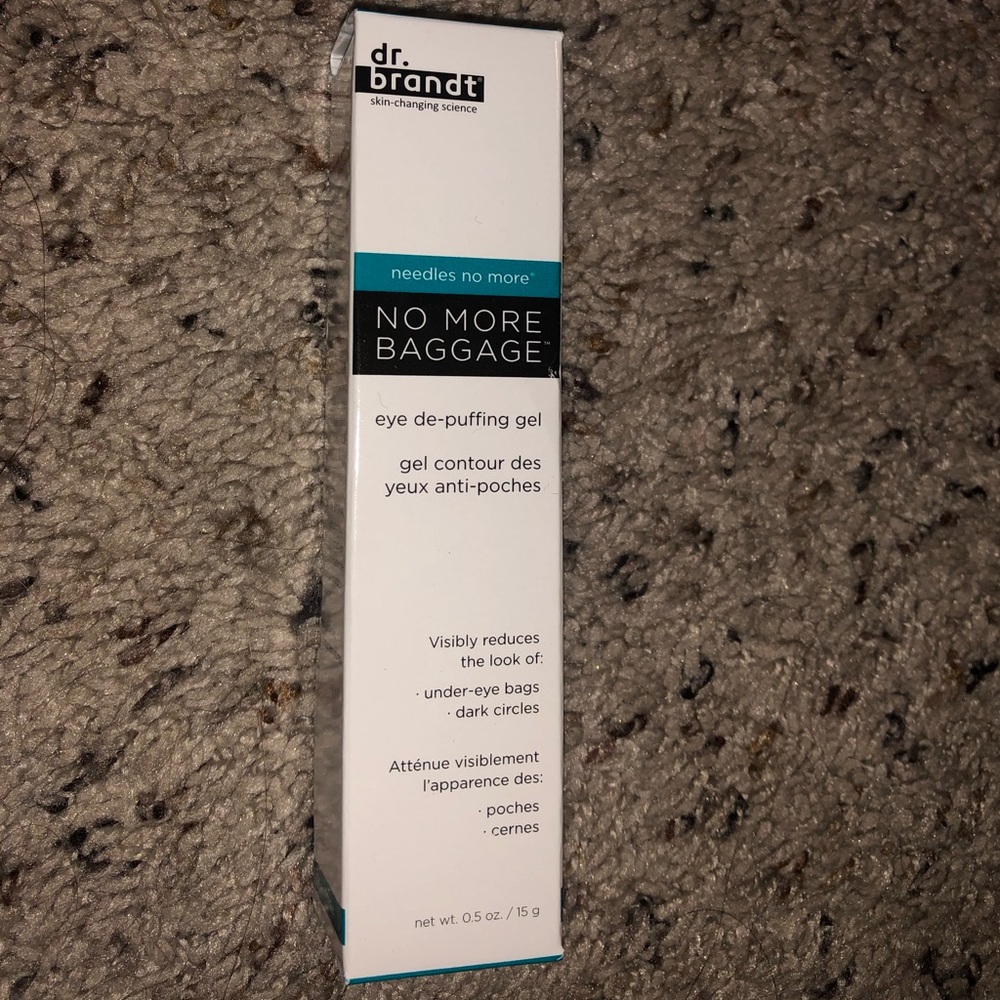 dr.
brandt®
skin-changing science
needles no more®
NO MORE
BAGGAGE™
eye de-puffing gel
gel contour des
yeux anti-poches
Visibly reduces
the look of:
· under-eye bags
· dark circles
Atténue visiblement
l'apparence des:
· poches
· cernes
net wt. 0.5 oz. / 15 g